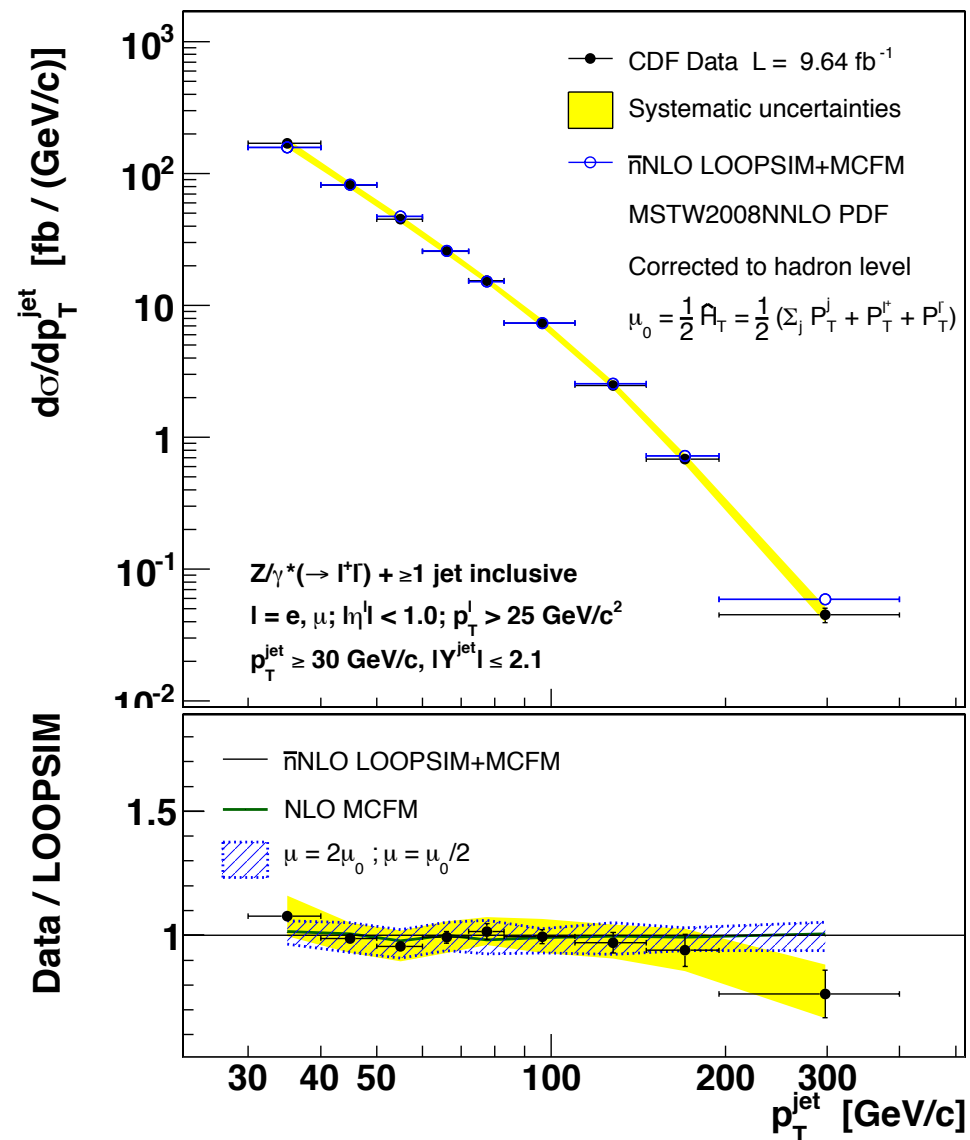 10³
10²
10
1
10⁻¹
10⁻²
dσ/dp_T^jet [fb / (GeV/c)]
CDF Data L = 9.64 fb⁻¹
Systematic uncertainties
n̅NLO LOOPSIM+MCFM
MSTW2008NNLO PDF
Corrected to hadron level
μ₀ = 1/2 Ĥ_T = 1/2 (Σ_j P_T^j + P_T^l⁺ + P_T^l⁻)
Z/γ*(→ l⁺l⁻) + ≥1 jet inclusive
l = e, μ; |η^l| < 1.0; p_T^l > 25 GeV/c²
p_T^jet ≥ 30 GeV/c, |Y^jet| ≤ 2.1
Data / LOOPSIM
1.5
1
n̅NLO LOOPSIM+MCFM
NLO MCFM
μ = 2μ₀ ; μ = μ₀/2
30 40 50 100 200 300
p_T^jet [GeV/c]